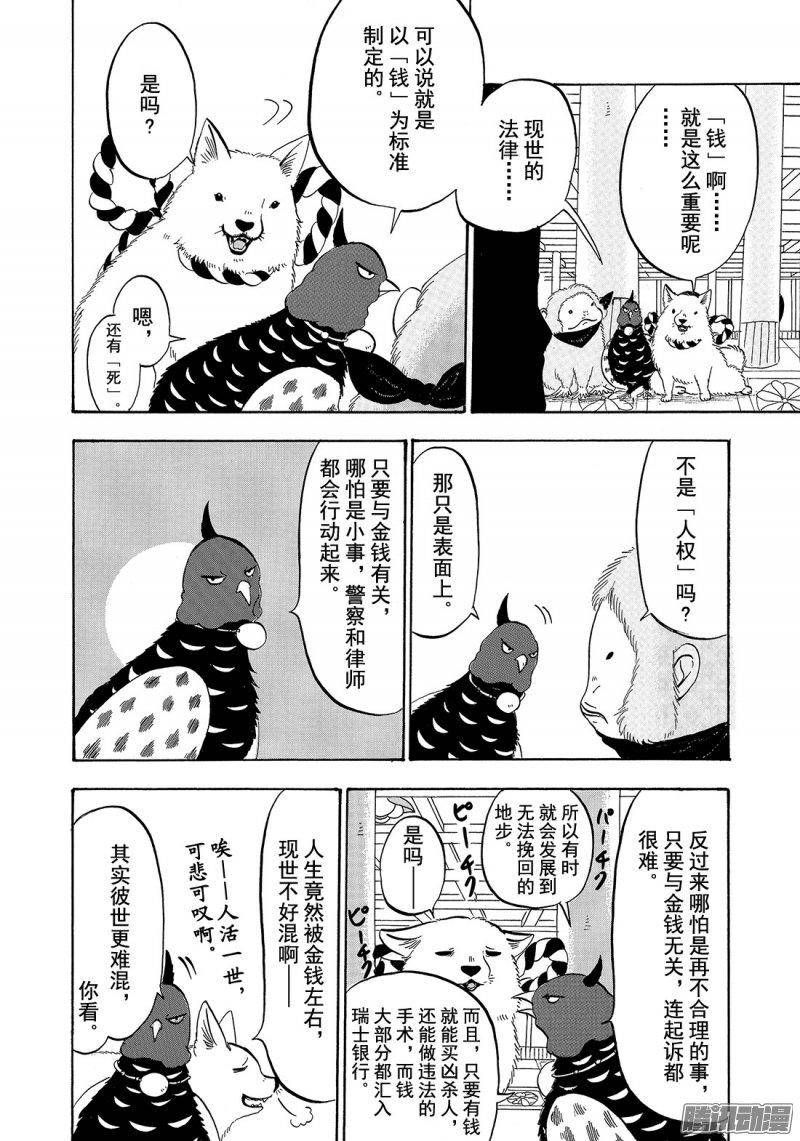 「钱」啊……
就是这么
重要呢
……
现世的
法律……
可以说就是
以「钱」为标准
制定的。
是吗？
嗯，
还有「死」。
不是「人权」吗？
那只是表面上。
只要与金钱有关，
哪怕是小事，警察和律师
都会行动起来。
反过来哪怕是再不合理的事，
只要与金钱无关，连起诉都
很难。
所以有时
就会发展到
无法挽回的
地步。
是吗——
パーチク
ピーチク
ピーチク
而且，只要有钱
就能买凶杀人，
还能做违法的
手术，而钱
大部分都汇入
瑞士银行。
人生竟然被金钱左右，
现世不好混啊——
唉——人活一世，
可悲可叹啊。
其实彼世更难混，
你看。
腾讯动漫